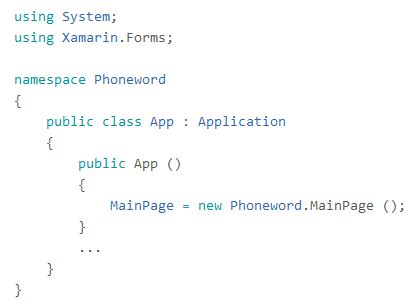 using System;
using Xamarin.Forms;

namespace Phoneword
{
    public class App : Application
    {
        public App ()
        {
            MainPage = new Phoneword.MainPage ();
        }
        ...
    }
}